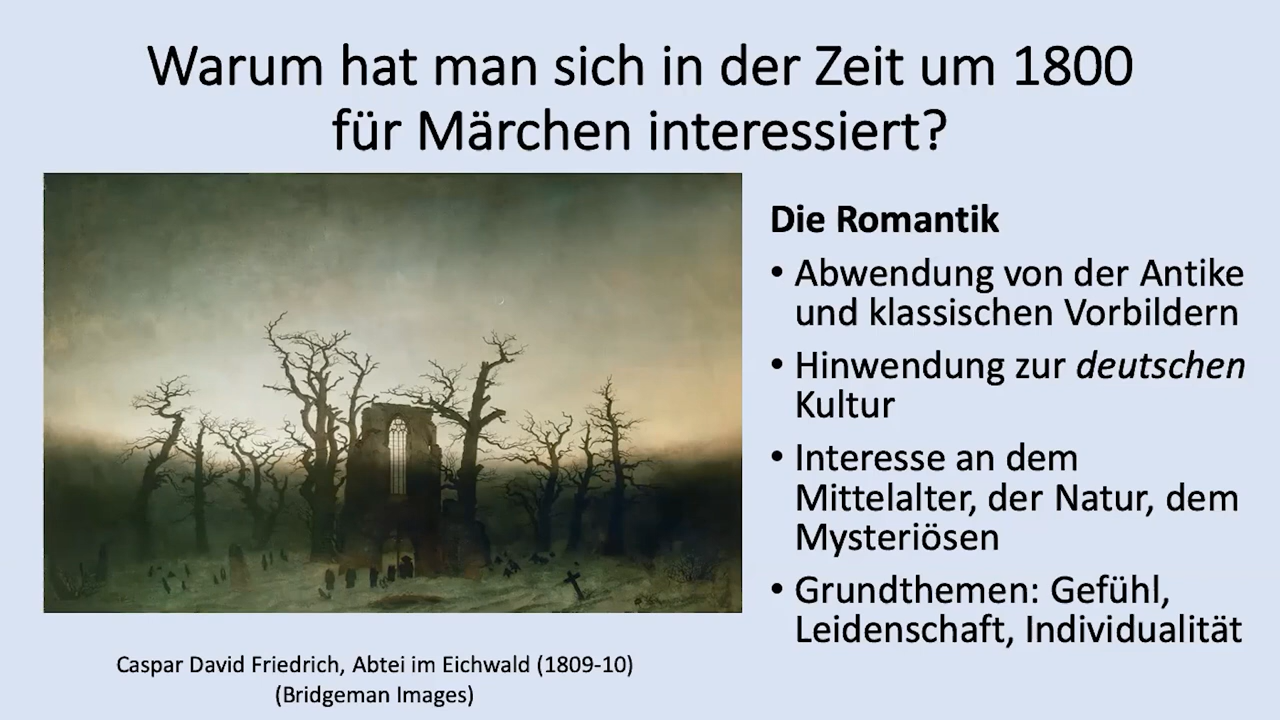 Warum hat man sich in der Zeit um 1800
für Märchen interessiert?
Die Romantik
• Abwendung von der Antike
und klassischen Vorbildern
• Hinwendung zur deutschen
Kultur
• Interesse an dem
Mittelalter, der Natur, dem
Mysteriösen
• Grundthemen: Gefühl,
Leidenschaft, Individualität
Caspar David Friedrich, Abtei im Eichwald (1809-10)
(Bridgeman Images)